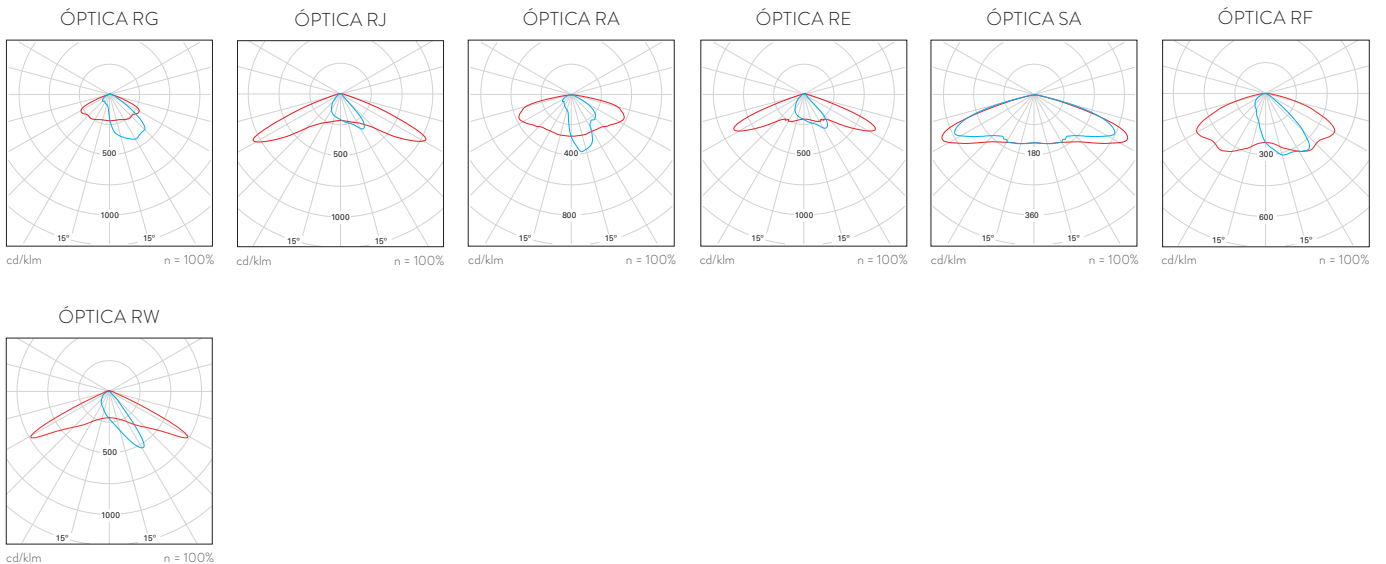 ÓPTICA RG
500
1000
15° 15°
cd/klm n = 100%
ÓPTICA RJ
500
1000
15° 15°
cd/klm n = 100%
ÓPTICA RA
400
800
15° 15°
cd/klm n = 100%
ÓPTICA RE
500
1000
15° 15°
cd/klm n = 100%
ÓPTICA SA
180
360
15° 15°
cd/klm n = 100%
ÓPTICA RF
300
600
15° 15°
cd/klm n = 100%
ÓPTICA RW
500
1000
15° 15°
cd/klm n = 100%